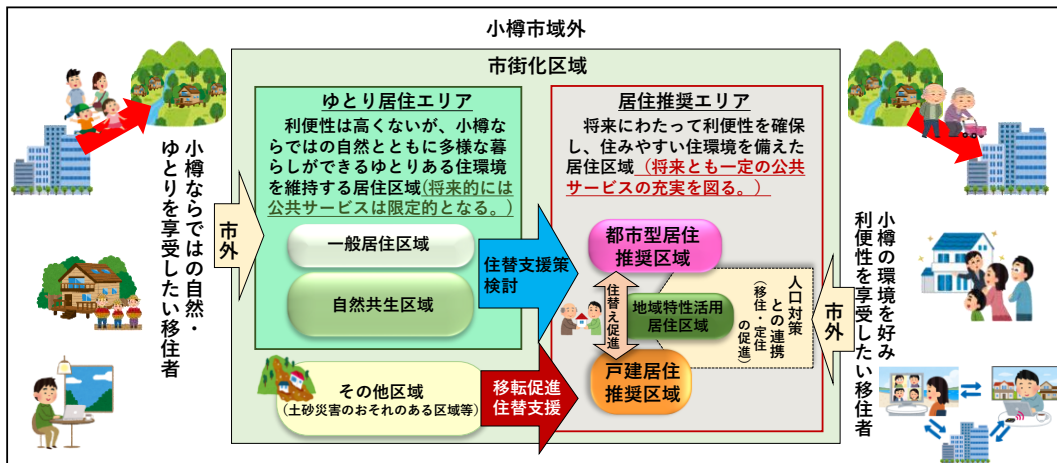 小樽市域外
市街化区域
ゆとり居住エリア
利便性は高くないが、小樽な
らではの自然とともに多様な暮
らしができるゆとりある住環境
を維持する居住区域(将来的には
公共サービスは限定的となる。)
一般居住区域
自然共生区域
その他区域
（土砂災害のおそれのある区域等）
居住推奨エリア
将来にわたって利便性を確保
し、住みやすい住環境を備えた
居住区域（将来とも一定の公共
サービスの充実を図る。）
都市型居住
推奨区域
地域特性活用
居住区域
戸建居住
推奨区域
住替え促進
人口対策
との連携
（移住・定住
の促進）
住替支援策
検討
移転促進
住替支援
市外
市外
小樽ならではの自然・
ゆとりを享受したい移住者
小樽の環境を好み
利便性を享受したい移住者